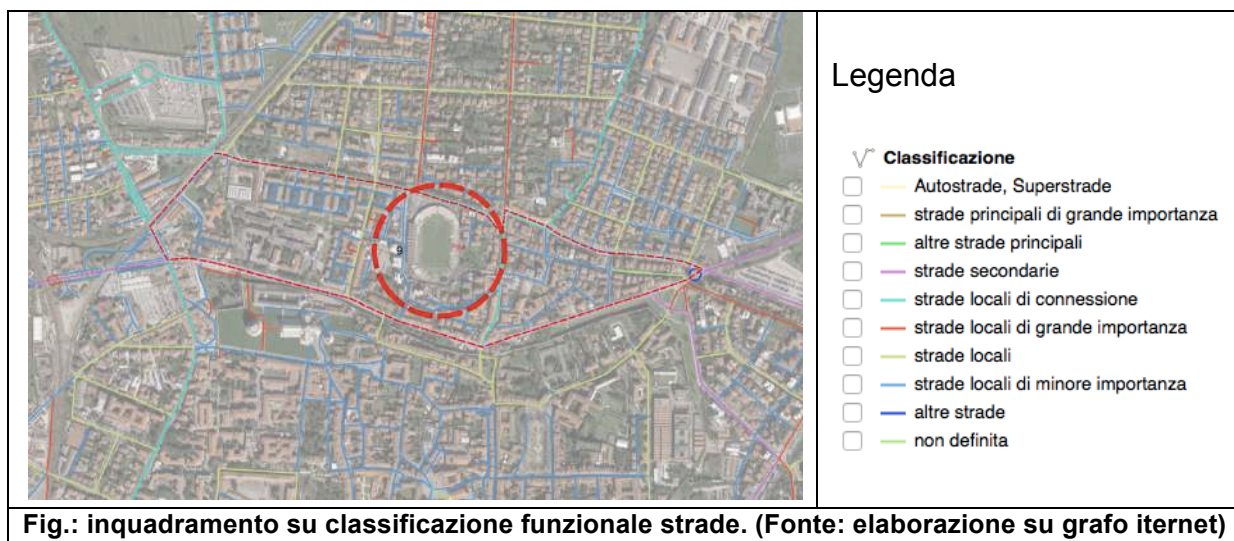 Legenda
Classificazione
Autostrade, Superstrade
strade principali di grande importanza
altre strade principali
strade secondarie
strade locali di connessione
strade locali di grande importanza
strade locali
strade locali di minore importanza
altre strade
non definita
Fig.: inquadramento su classificazione funzionale strade. (Fonte: elaborazione su grafo iternet)